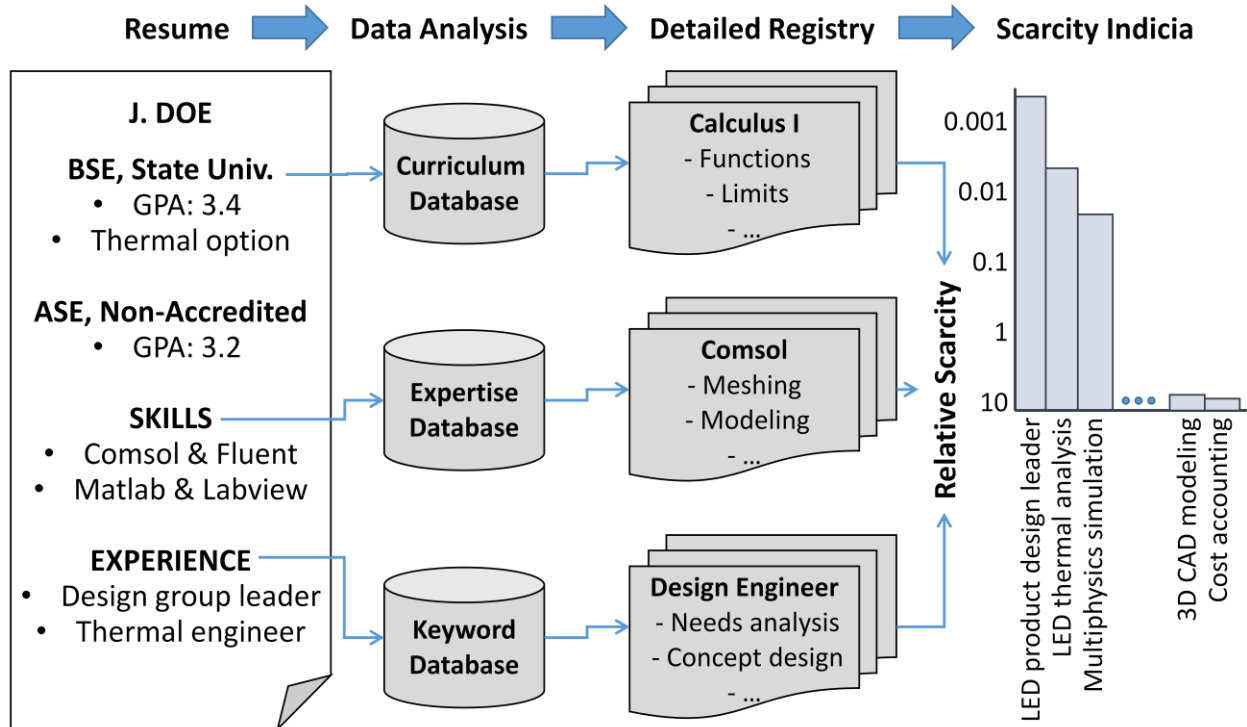 Resume
Data Analysis
Detailed Registry
Scarcity Indicia
J. DOE
BSE, State Univ.
• GPA: 3.4
• Thermal option
ASE, Non-Accredited
• GPA: 3.2
SKILLS
• Comsol & Fluent
• Matlab & Labview
EXPERIENCE
• Design group leader
• Thermal engineer
Curriculum
Database
Expertise
Database
Keyword
Database
Calculus I
- Functions
- Limits
- ...
Comsol
- Meshing
- Modeling
- ...
Design Engineer
- Needs analysis
- Concept design
- ...
Relative Scarcity
0.001
0.01
0.1
1
10
LED product design leader
LED thermal analysis
Multiphysics simulation
3D CAD modeling
Cost accounting